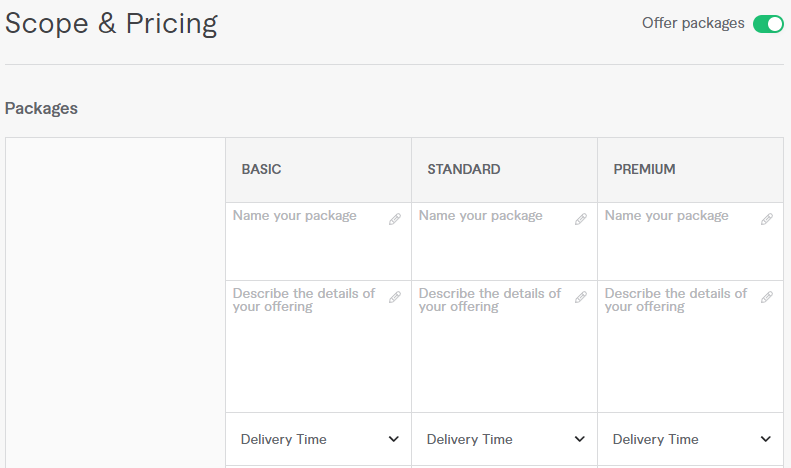 Scope & Pricing
Offer packages
Packages
BASIC
STANDARD
PREMIUM
Name your package
Name your package
Name your package
Describe the details of
your offering
Describe the details of
your offering
Describe the details of
your offering
Delivery Time
Delivery Time
Delivery Time